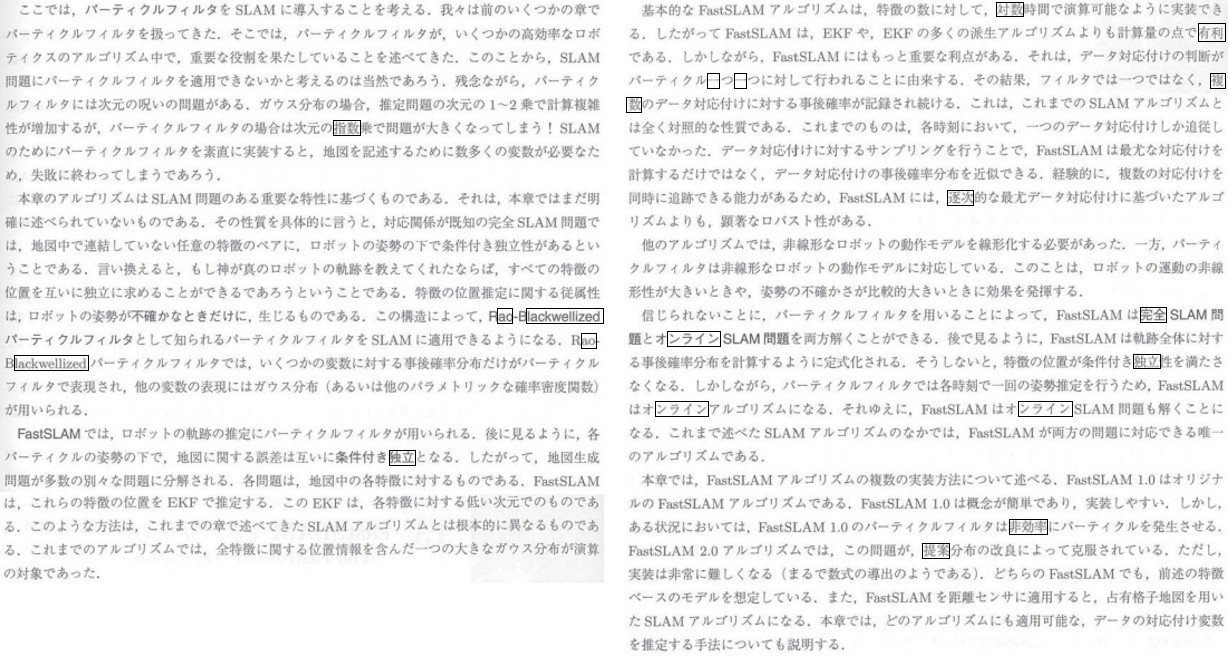 ここでは，パーティクルフィルタを SLAM に導入することを考える．我々は前のいくつかの章で
パーティクルフィルタを扱ってきた．そこでは，パーティクルフィルタが，いくつかの高効率なロボ
ティクスのアルゴリズム中で，重要な役割を果たしていることを述べてきた．このことから，SLAM
問題にパーティクルフィルタを適用できないかと考えるのは当然であろう．残念ながら，パーティク
ルフィルタには次元の呪いの問題がある．ガウス分布の場合，推定問題の次元の 1〜2 乗で計算複雑
性が増加するが，パーティクルフィルタの場合は次元の指数乗で問題が大きくなってしまう！ SLAM
のためにパーティクルフィルタを素直に実装すると，地図を記述するために数多くの変数が必要なた
め，失敗に終わってしまうであろう．
本章のアルゴリズムは SLAM 問題のある重要な特性に基づくものである．それは，本章ではまだ明
確に述べられていないものである．その性質を具体的に言うと，対応関係が既知の完全 SLAM 問題で
は，地図中で連結していない任意の特徴のペアに，ロボットの姿勢の下で条件付き独立性があるとい
うことである．言い換えると，もし神が真のロボットの軌跡を教えてくれたならば，すべての特徴の
位置を互いに独立に求めることができるであろうということである．特徴の位置推定に関する従属性
は，ロボットの姿勢が不確かなときだけに，生じるものである．この構造によって，Rao-Blackwellized
パーティクルフィルタとして知られるパーティクルフィルタを SLAM に適用できるようになる．Rao-
Blackwellized パーティクルフィルタでは，いくつかの変数に対する事後確率分布だけがパーティクル
フィルタで表現され，他の変数の表現にはガウス分布（あるいは他のパラメトリックな確率密度関数）
が用いられる．
FastSLAM では，ロボットの軌跡の推定にパーティクルフィルタが用いられる．後に見るように，各
パーティクルの姿勢の下で，地図に関する誤差は互いに条件付き独立となる．したがって，地図生成
問題が多数の別々な問題に分解される．各問題は，地図中の各特徴に対するものである．FastSLAM
は，これらの特徴の位置を EKF で推定する．この EKF は，各特徴に対する低い次元でのものであ
る．このような方法は，これまでの章で述べてきた SLAM アルゴリズムとは根本的に異なるものであ
る．これまでのアルゴリズムでは，全特徴に関する位置情報を含んだ一つの大きなガウス分布が演算
の対象であった．
基本的な FastSLAM アルゴリズムは，特徴の数に対して，対数時間で演算可能なように実装でき
る．したがって FastSLAM は，EKF や，EKF の多くの派生アルゴリズムよりも計算量の点で有利
である．しかしながら，FastSLAM にはもっと重要な利点がある．それは，データ対応付けの判断が
パーティクル一つ一つに対して行われることに由来する．その結果，フィルタでは一つではなく，複
数のデータ対応付けに対する事後確率が記録され続ける．これは，これまでの SLAM アルゴリズムと
は全く対照的な性質である．これまでのものは，各時刻において，一つのデータ対応付けしか追従し
ていなかった．データ対応付けに対するサンプリングを行うことで，FastSLAM は最尤な対応付けを
計算するだけではなく，データ対応付けの事後確率分布を近似できる．経験的に，複数の対応付けを
同時に追跡できる能力があるため，FastSLAM には，逐次的な最尤データ対応付けに基づいたアルゴ
リズムよりも，顕著なロバスト性がある．
他のアルゴリズムでは，非線形なロボットの動作モデルを線形化する必要があった．一方，パーティ
クルフィルタは非線形なロボットの動作モデルに対応している．このことは，ロボットの運動の非線
形性が大きいときや，姿勢の不確かさが比較的大きいときに効果を発揮する．
信じられないことに，パーティクルフィルタを用いることによって，FastSLAM は完全 SLAM 問
題とオンライン SLAM 問題を両方解くことができる．後で見るように，FastSLAM は軌跡全体に対す
る事後確率分布を計算するように定式化される．そうしないと，特徴の位置が条件付き独立性を満たさ
なくなる．しかしながら，パーティクルフィルタでは各時刻で一回の姿勢推定を行うため，FastSLAM
はオンラインアルゴリズムになる．それゆえに，FastSLAM はオンライン SLAM 問題も解くことに
なる．これまで述べた SLAM アルゴリズムのなかでは，FastSLAM が両方の問題に対応できる唯一
のアルゴリズムである．
本章では，FastSLAM アルゴリズムの複数の実装方法について述べる．FastSLAM 1.0 はオリジナ
ルの FastSLAM アルゴリズムである．FastSLAM 1.0 は概念が簡単であり，実装しやすい．しかし，
ある状況においては，FastSLAM 1.0 のパーティクルフィルタは非効率にパーティクルを発生させる．
FastSLAM 2.0 アルゴリズムでは，この問題が，提案分布の改良によって克服されている．ただし，
実装は非常に難しくなる（まるで数式の導出のようである）．どちらの FastSLAM でも，前述の特徴
ベースのモデルを想定している．また，FastSLAM を距離センサに適用すると，占有格子地図を用い
た SLAM アルゴリズムになる．本章では，どのアルゴリズムにも適用可能な，データの対応付け変数
を推定する手法についても説明する．